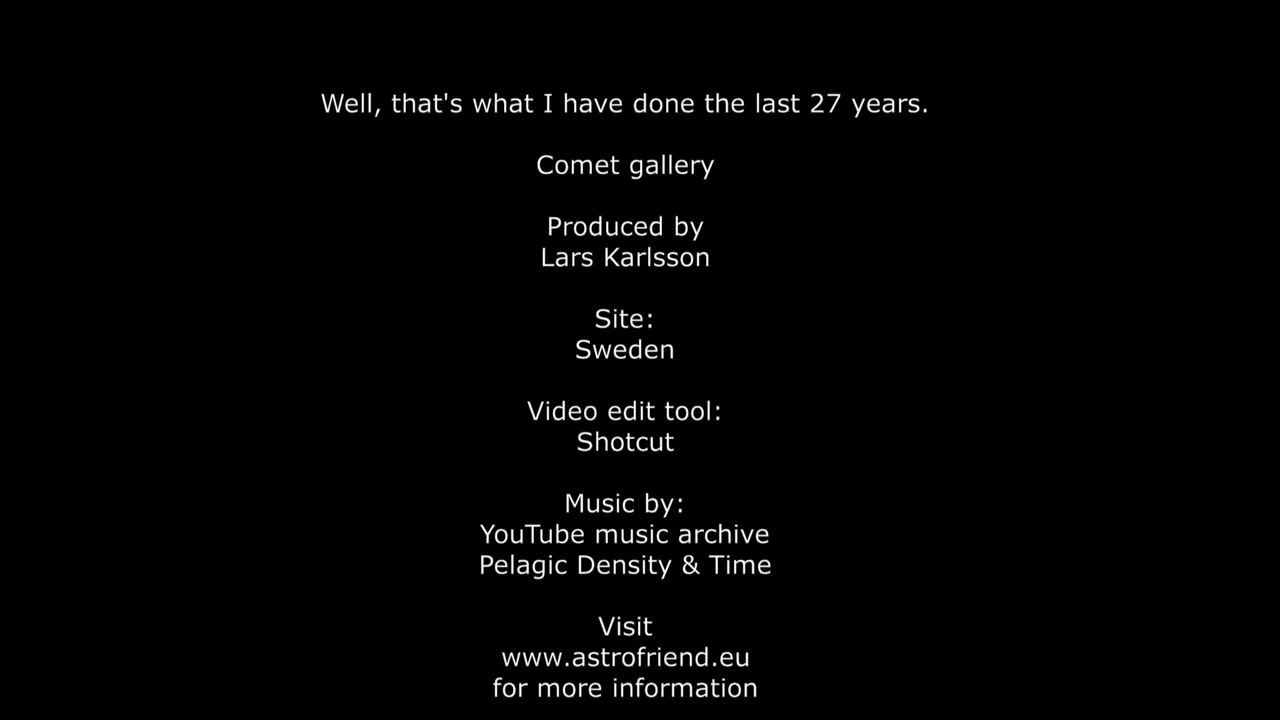 Well, that's what I have done the last 27 years.
Comet gallery
Produced by
Lars Karlsson
Site:
Sweden
Video edit tool:
Shotcut
Music by:
YouTube music archive
Pelagic Density & Time
Visit
www.astrofriend.eu
for more information